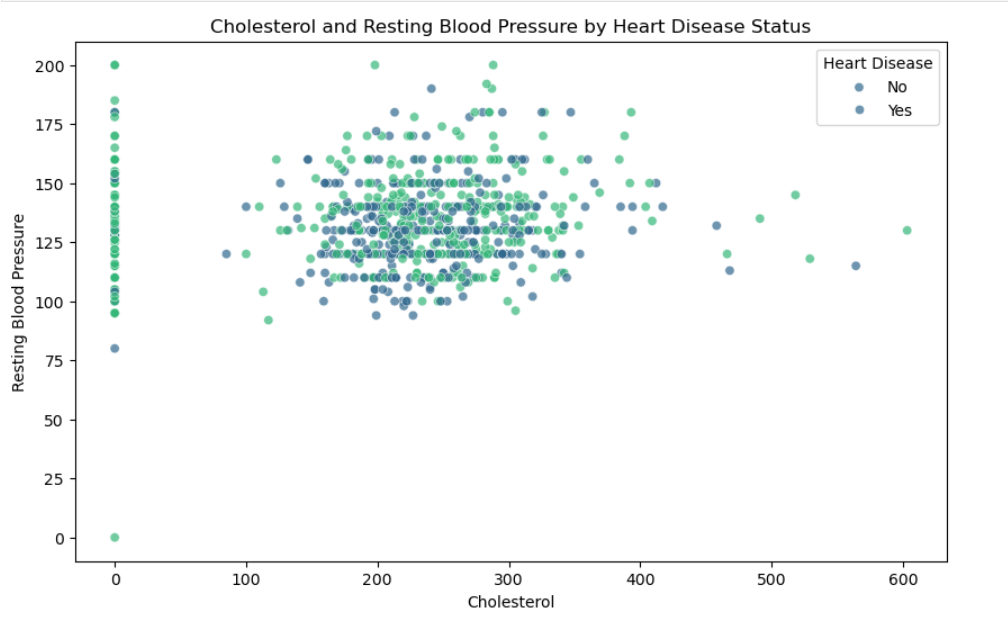 Cholesterol and Resting Blood Pressure by Heart Disease Status
Heart Disease
No
Yes
200
175
150
125
100
75
50
25
0
Resting Blood Pressure
0 100 200 300 400 500 600
Cholesterol